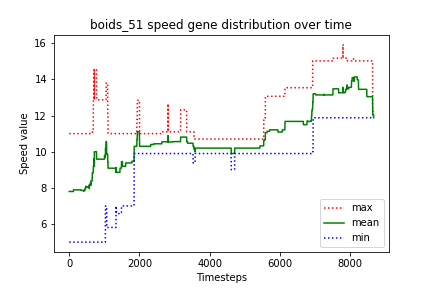 boids_51 speed gene distribution over time
Speed value
16
14
12
10
8
6
0
2000
4000
6000
8000
Timesteps
max
mean
min